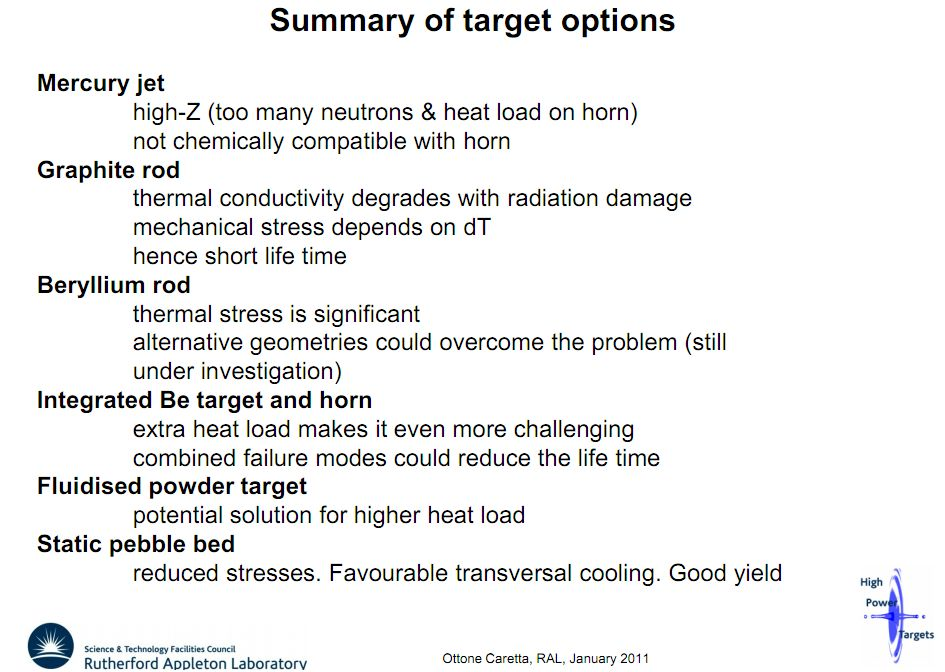 Summary of target options
Mercury jet
high-Z (too many neutrons & heat load on horn)
not chemically compatible with horn
Graphite rod
thermal conductivity degrades with radiation damage
mechanical stress depends on dT
hence short life time
Beryllium rod
thermal stress is significant
alternative geometries could overcome the problem (still
under investigation)
Integrated Be target and horn
extra heat load makes it even more challenging
combined failure modes could reduce the life time
Fluidised powder target
potential solution for higher heat load
Static pebble bed
reduced stresses. Favourable transversal cooling. Good yield
High
Power
Targets
Science & Technology Facilities Council
Rutherford Appleton Laboratory
Ottone Caretta, RAL, January 2011